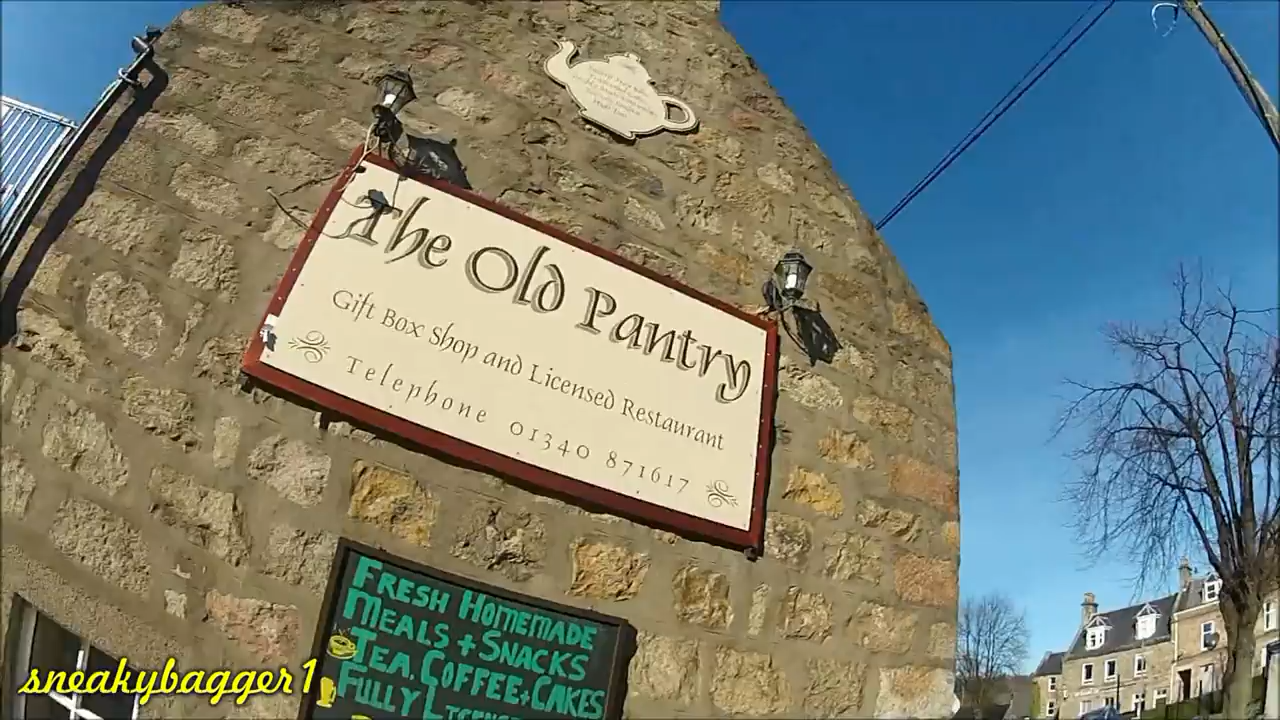 The Old Pantry
Gift Box Shop and Licensed Restaurant
Telephone 01340 871617
FRESH HOMEMADE
MEALS + SNACKS
TEA, COFFEE + CAKES
FULLY
sneakybagger1